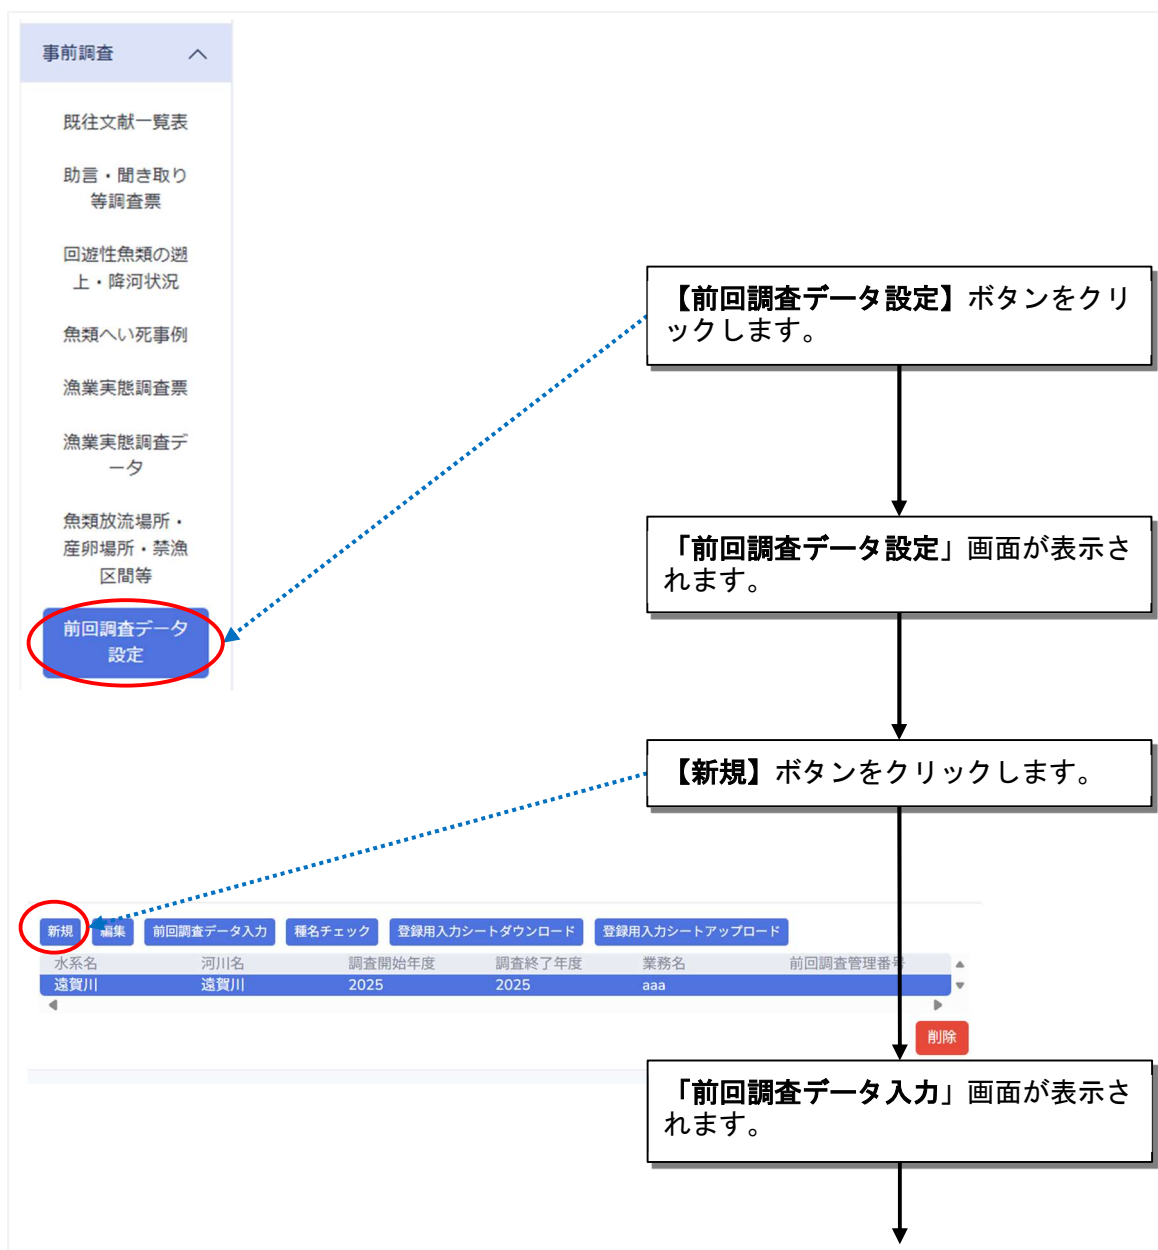 事前調査
既往文献一覧表
助言・聞き取り
等調査票
回遊性魚類の遡
上・降河状況
魚類へい死事例
漁業実態調査票
漁業実態調査デ
ータ
魚類放流場所・
産卵場所・禁漁
区間等
前回調査データ
設定
【前回調査データ設定】ボタンをクリ
ックします。
「前回調査データ設定」画面が表示さ
れます。
【新規】ボタンをクリックします。
新規 編集 前回調査データ入力 種名チェック 登録用入力シートダウンロード 登録用入力シートアップロード
水系名 河川名 調査開始年度 調査終了年度 業務名 前回調査管理番号
遠賀川 遠賀川 2025 2025 aaa
削除
「前回調査データ入力」画面が表示さ
れます。